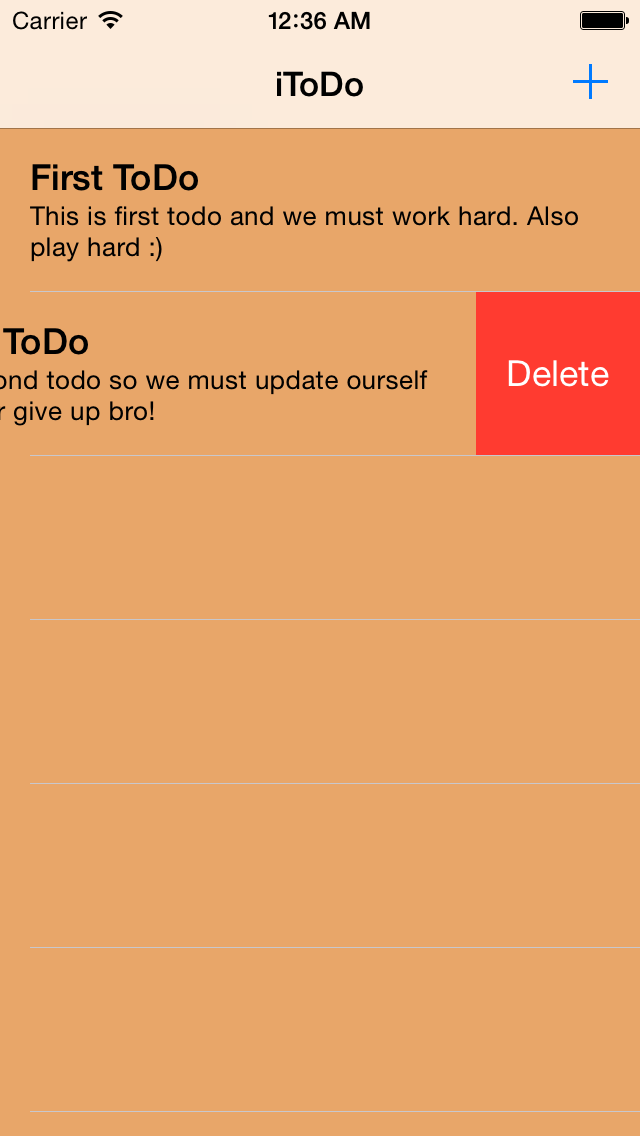 Carrier
12:36 AM
iToDo
First ToDo
This is first todo and we must work hard. Also
play hard :)
ToDo
ond todo so we must update ourself
r give up bro!
Delete